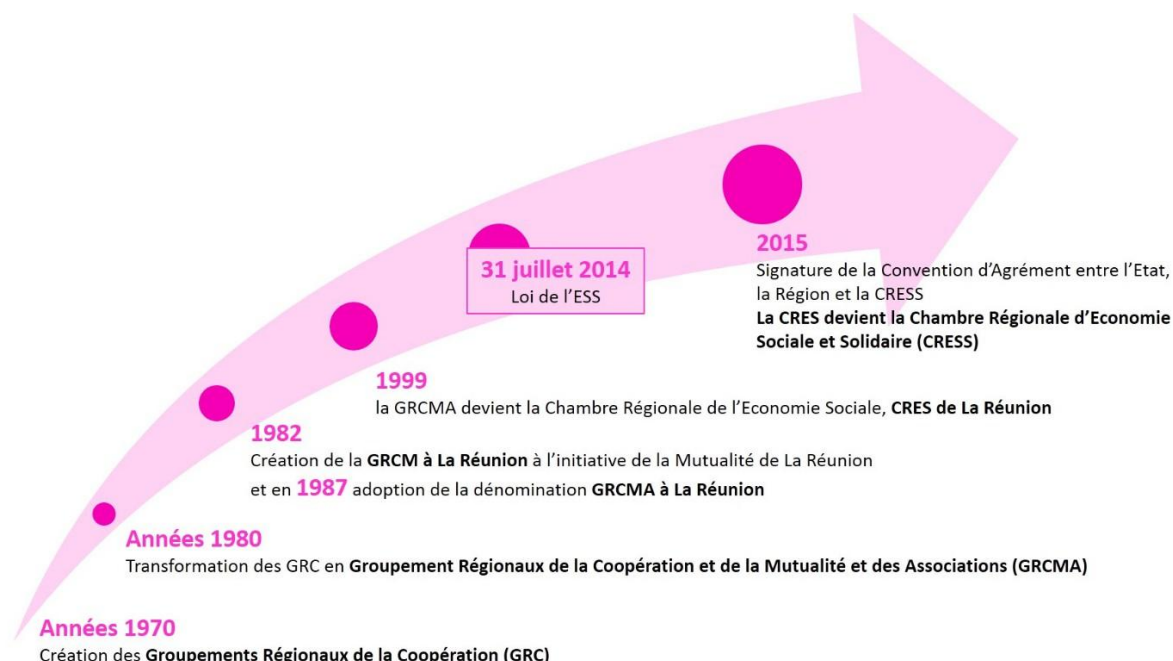 31 juillet 2014
Loi de l’ESS
2015
Signature de la Convention d’Agrément entre l’Etat,
la Région et la CRESS
La CRES devient la Chambre Régionale d’Economie
Sociale et Solidaire (CRESS)
1999
la GRCMA devient la Chambre Régionale de l’Economie Sociale, CRES de La Réunion
1982
Création de la GRCM à La Réunion à l’initiative de la Mutualité de La Réunion
et en 1987 adoption de la dénomination GRCMA à La Réunion
Années 1980
Transformation des GRC en Groupement Régionaux de la Coopération et de la Mutualité et des Associations (GRCMA)
Années 1970
Création des Groupements Régionaux de la Coopération (GRC)